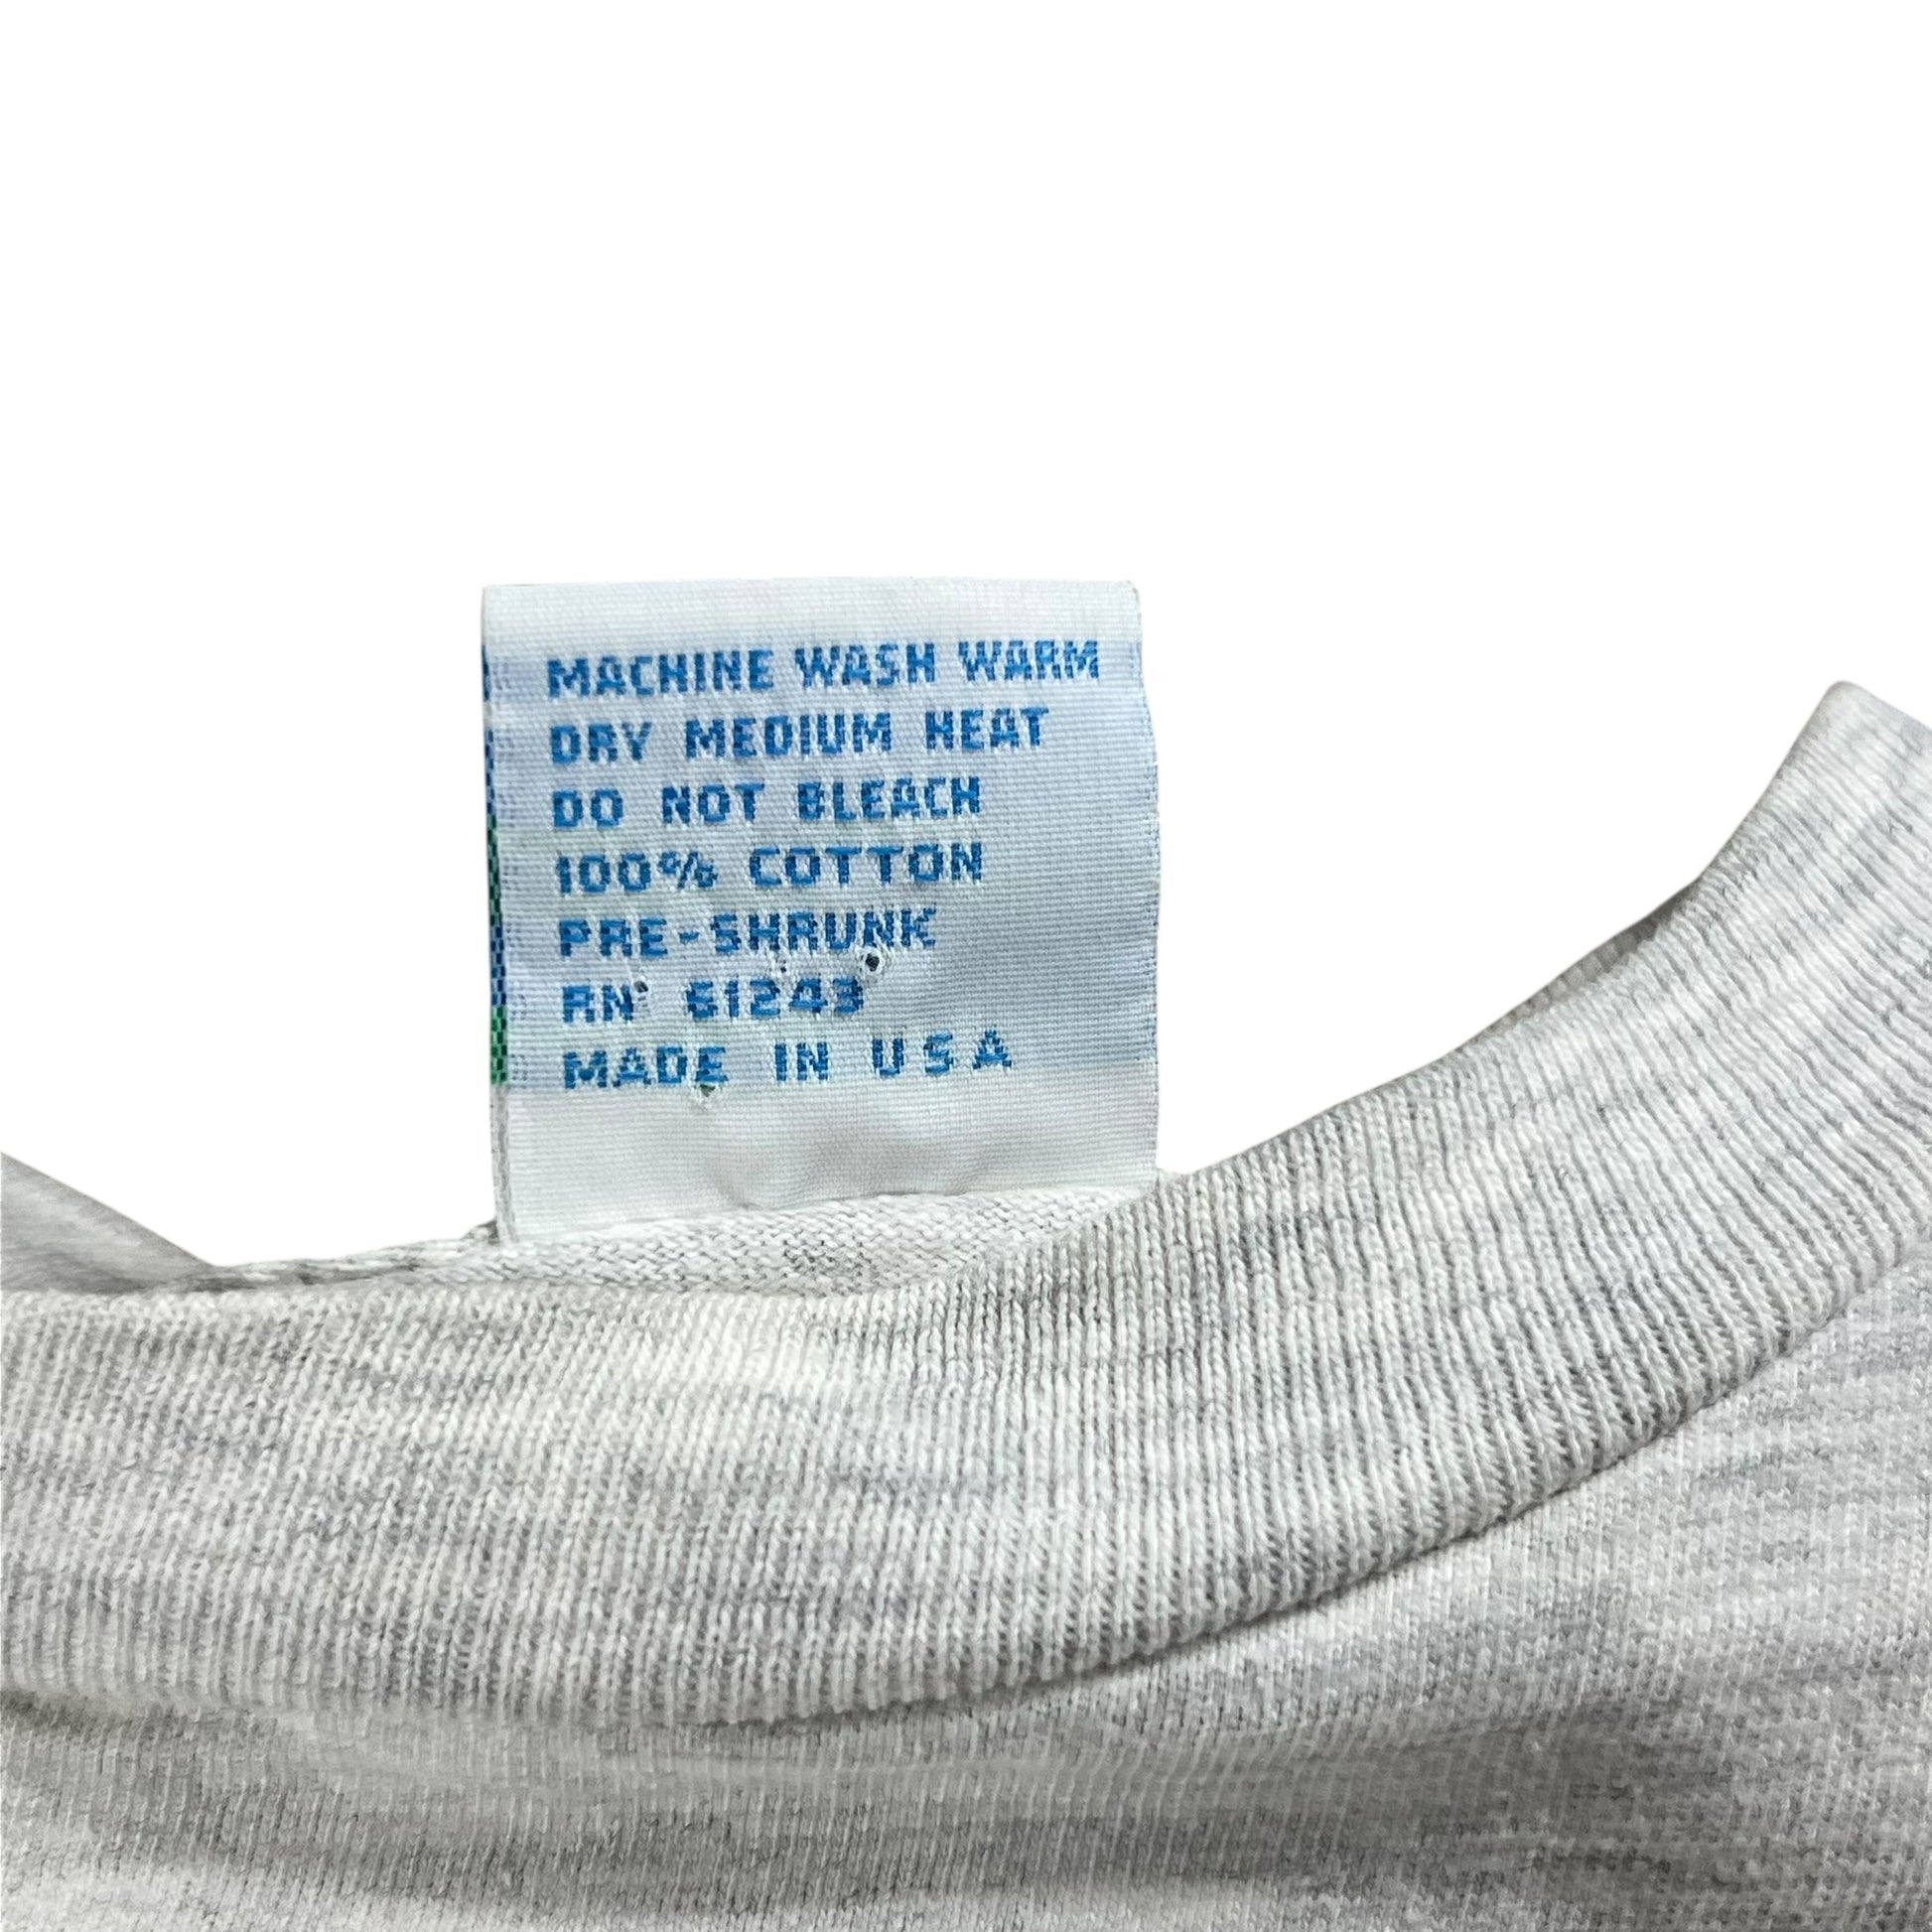 MACHINE WASH WARM
DRY MEDIUM HEAT
DO NOT BLEACH
100% COTTON
PRE-SHRUNK
RN 61243
MADE IN USA